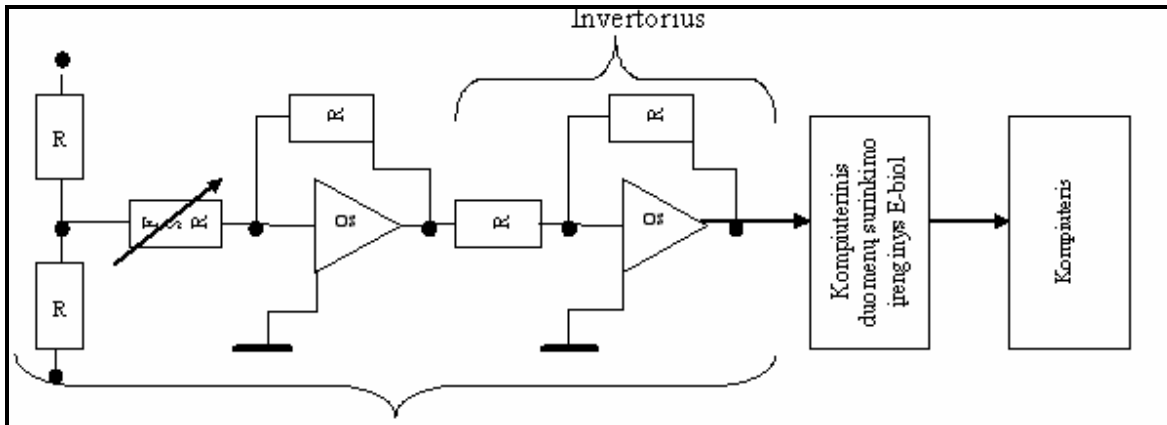 Invertorius
R
R
F
S
R
R
Os
R
R
Os
Kompiuterinis
duomenų surinkimo
įrenginys E-biol
Kompiuteris